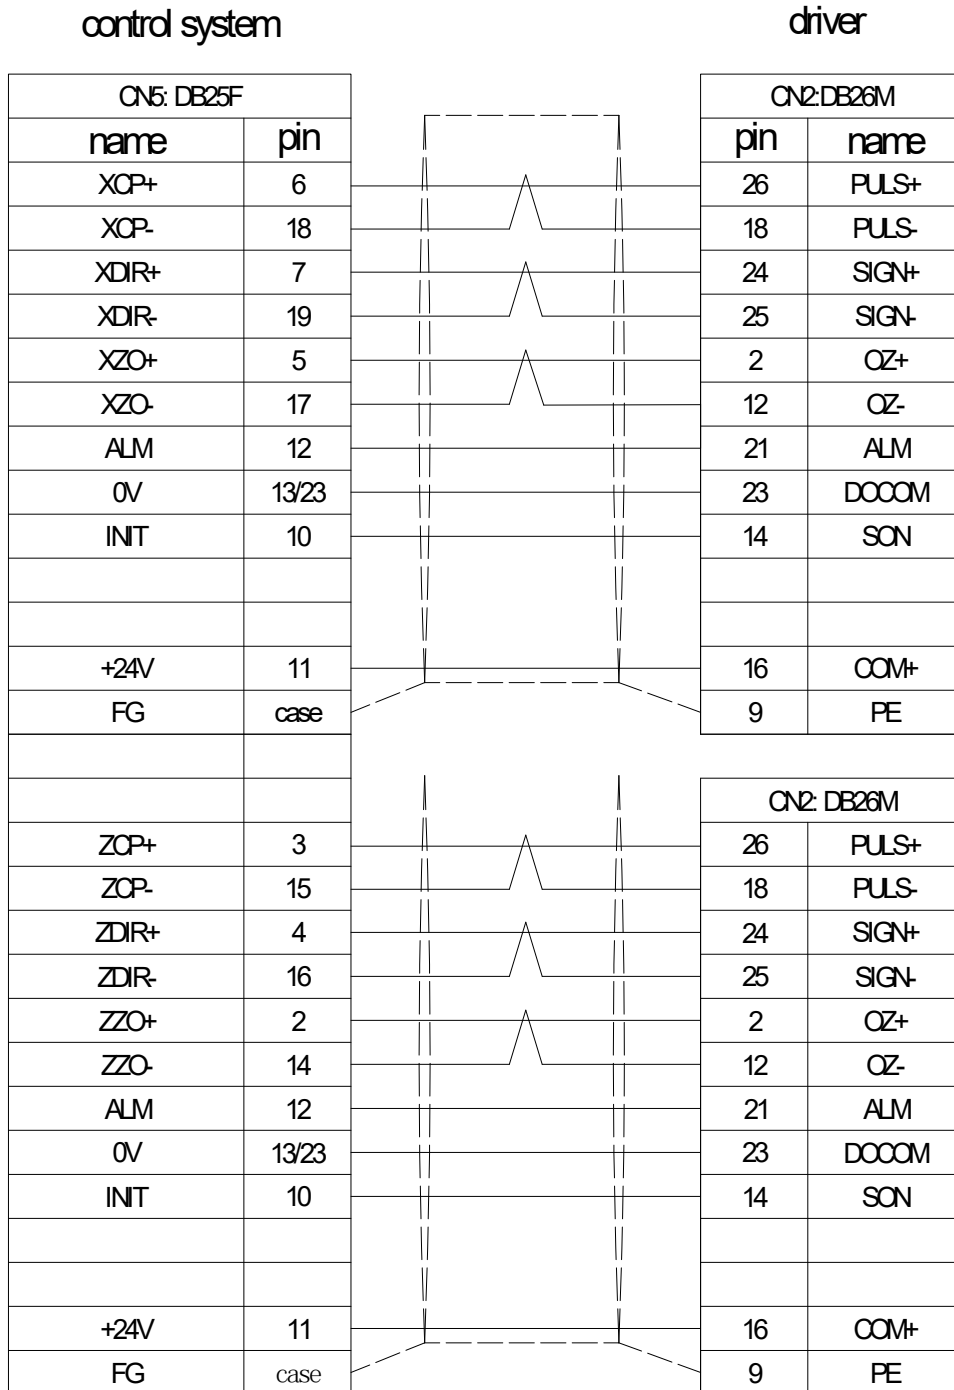 control system driver
CN5: DB25F CN2:DB26M
name pin pin name
XCP+ 6 26 PULS+
XCP- 18 18 PULS-
XDIR+ 7 24 SIGN+
XDIR- 19 25 SIGN-
XZO+ 5 2 OZ+
XZO- 17 12 OZ-
ALM 12 21 ALM
0V 13/23 23 DOCOM
INIT 10 14 SON
+24V 11 16 COM+
FG case 9 PE
CN2: DB26M
ZCP+ 3 26 PULS+
ZCP- 15 18 PULS-
ZDIR+ 4 24 SIGN+
ZDIR- 16 25 SIGN-
ZZO+ 2 2 OZ+
ZZO- 14 12 OZ-
ALM 12 21 ALM
0V 13/23 23 DOCOM
INIT 10 14 SON
+24V 11 16 COM+
FG case 9 PE